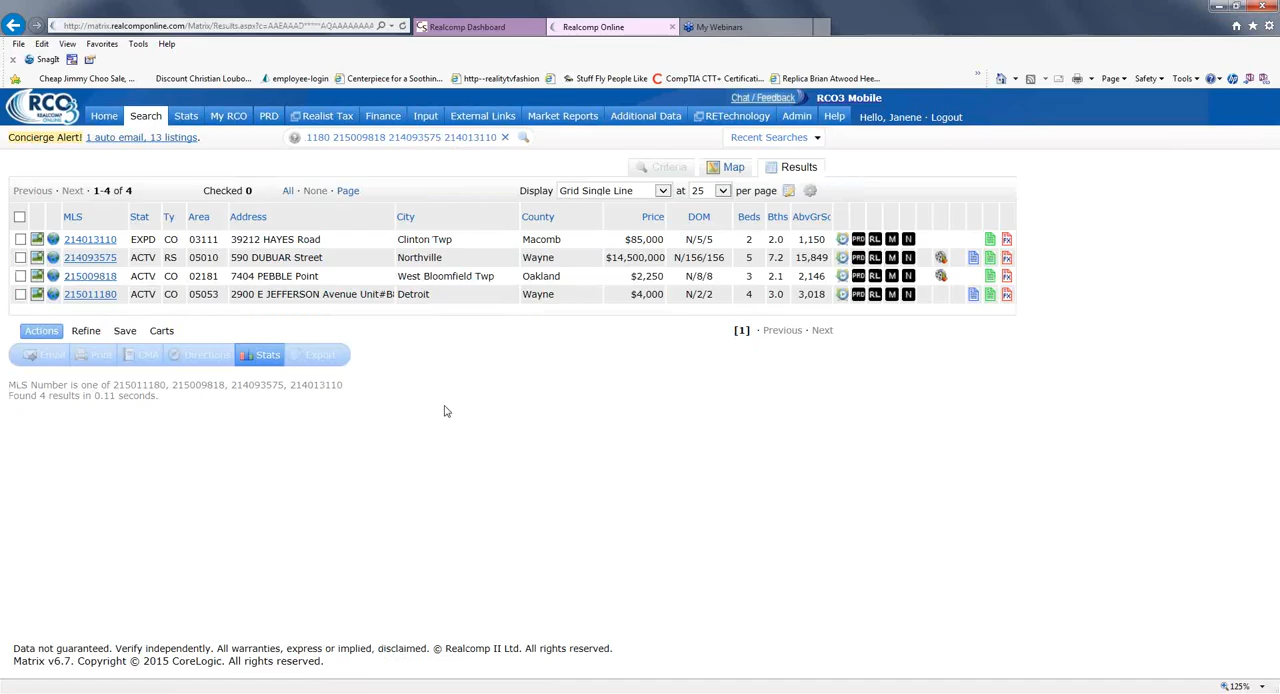 http://matrix.realcomponline.com/Matrix/Results.aspx?c=AAEAAAD*****AQAAAAAAAA
Realcomp Dashboard
Realcomp Online
My Webinars
File Edit View Favorites Tools Help
SnagIt
Cheap Jimmy Choo Sale, ... Discount Christian Loubo... employee-login Centerpiece for a Soothin... http--realitytvfashion Stuff Fly People Like CompTIA CTT+ Certificati... Replica Brian Atwood Hee... » Page Safety Tools
RCO3
REALCOMP
ONLINE
Chat / Feedback RCO3 Mobile
Home Search Stats My RCO PRD Realist Tax Finance Input External Links Market Reports Additional Data RETechnology Admin Help Hello, Janene · Logout
Concierge Alert! 1 auto email, 13 listings. 1180 215009818 214093575 214013110 Recent Searches
Criteria Map Results
Previous · Next · 1-4 of 4 Checked 0 All · None · Page Display Grid Single Line at 25 per page
MLS Stat Ty Area Address City County Price DOM Beds Bths AbvGrSc
214013110 EXPD CO 03111 39212 HAYES Road Clinton Twp Macomb $85,000 N/5/5 2 2.0 1,150 PRD RL M N
214093575 ACTV RS 05010 590 DUBUAR Street Northville Wayne $14,500,000 N/156/156 5 7.2 15,849 PRD RL M N
215009818 ACTV CO 02181 7404 PEBBLE Point West Bloomfield Twp Oakland $2,250 N/8/8 3 2.1 2,146 PRD RL M N
215011180 ACTV CO 05053 2900 E JEFFERSON Avenue Unit#B Detroit Wayne $4,000 N/2/2 4 3.0 3,018 PRD RL M N
Actions Refine Save Carts [1] · Previous · Next
Email Print CMA Directions Stats Export
MLS Number is one of 215011180, 215009818, 214093575, 214013110
Found 4 results in 0.11 seconds.
Data not guaranteed. Verify independently. All warranties, express or implied, disclaimed. © Realcomp II Ltd. All rights reserved.
Matrix v6.7. Copyright © 2015 CoreLogic. All rights reserved.
125%